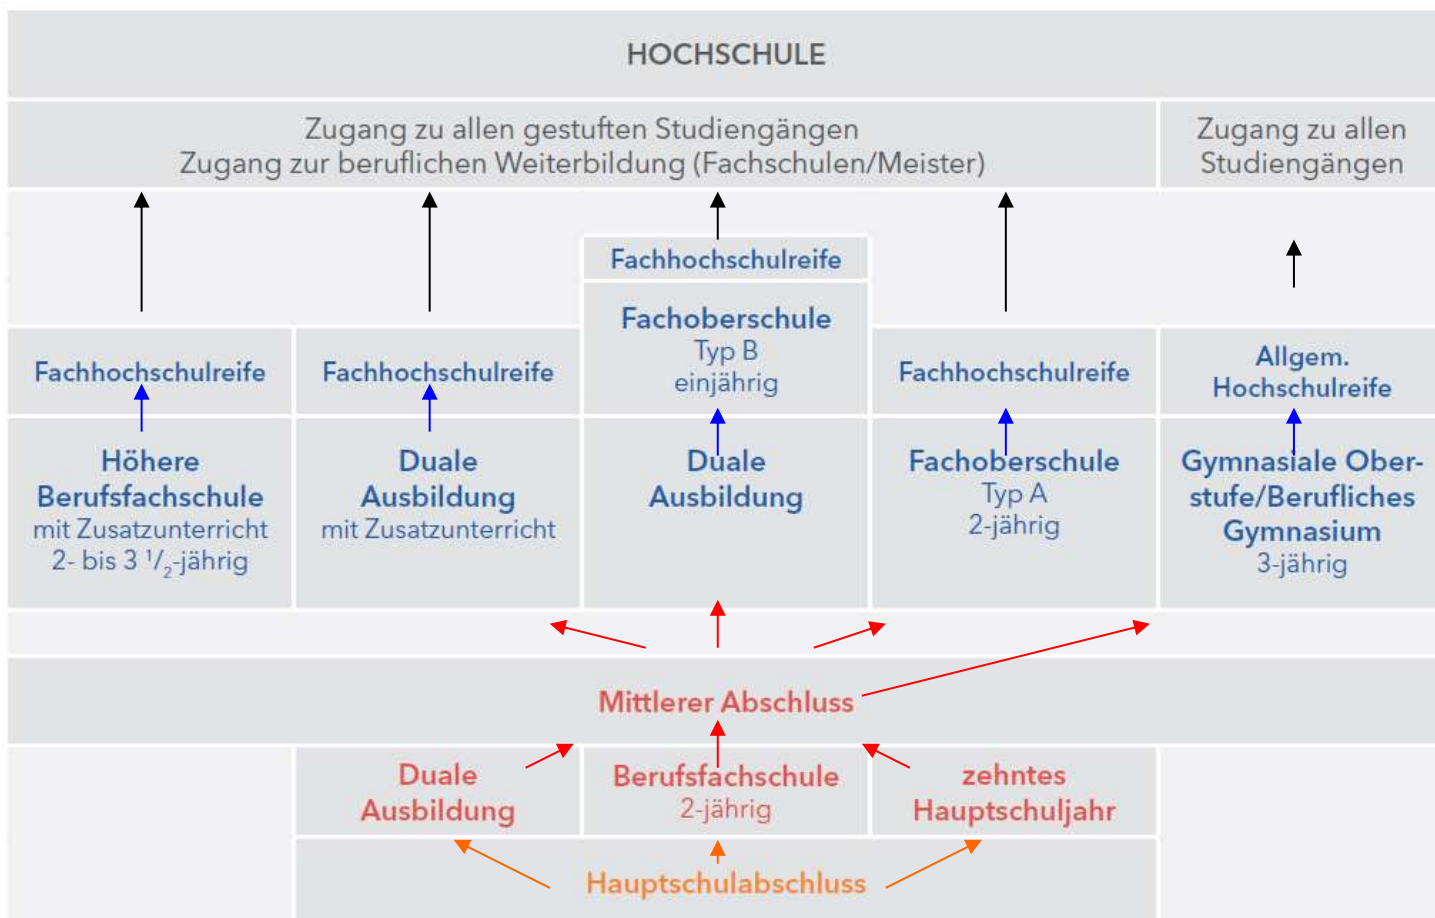 HOCHSCHULE
Zugang zu allen gestuften Studiengängen
Zugang zur beruflichen Weiterbildung (Fachschulen/Meister)
Zugang zu allen
Studiengängen
Fachhochschulreife
Fachoberschule
Typ B
einjährig
Fachhochschulreife
Fachhochschulreife
Fachhochschulreife
Allgem.
Hochschulreife
Höhere
Berufsfachschule
mit Zusatzunterricht
2- bis 3 1/2-jährig
Duale
Ausbildung
mit Zusatzunterricht
Duale
Ausbildung
Fachoberschule
Typ A
2-jährig
Gymnasiale Ober-
stufe/Berufliches
Gymnasium
3-jährig
Mittlerer Abschluss
Duale
Ausbildung
Berufsfachschule
2-jährig
zehntes
Hauptschuljahr
Hauptschulabschluss